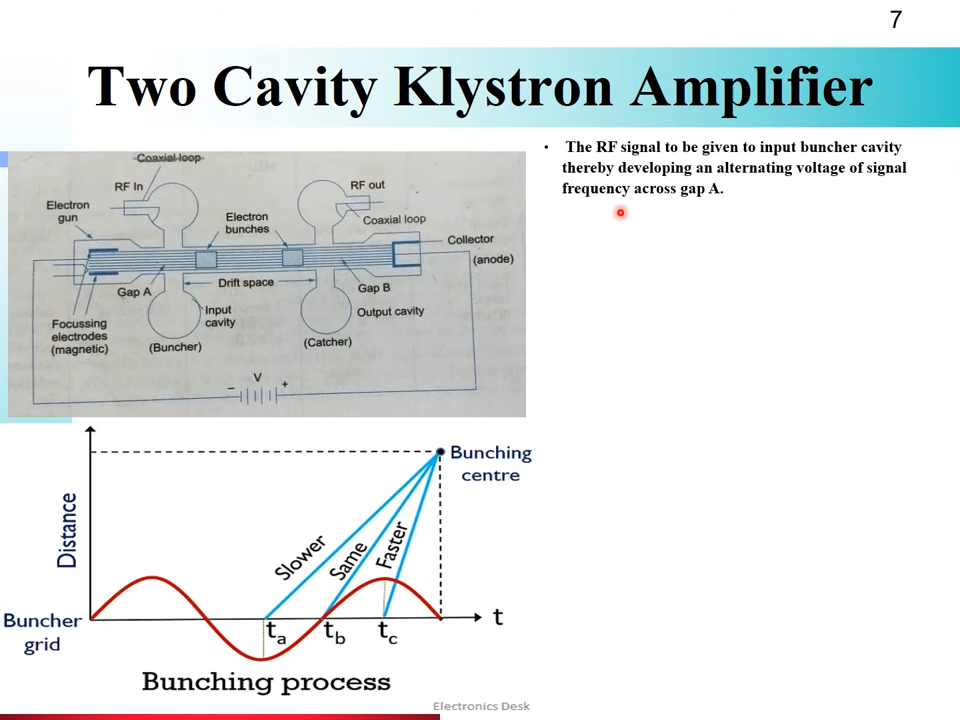 7
Two Cavity Klystron Amplifier
• The RF signal to be given to input buncher cavity
thereby developing an alternating voltage of signal
frequency across gap A.
Coaxial loop
RF In
RF out
Electron
gun
Electron
bunches
Coaxial loop
Collector
(anode)
Gap A
Drift space
Gap B
Input
cavity
Output cavity
Focussing
electrodes
(magnetic)
(Buncher)
(Catcher)
V
− +
Bunching
centre
Distance
Slower
Same
Faster
Buncher
grid
ta tb tc
t
Bunching process
Electronics Desk